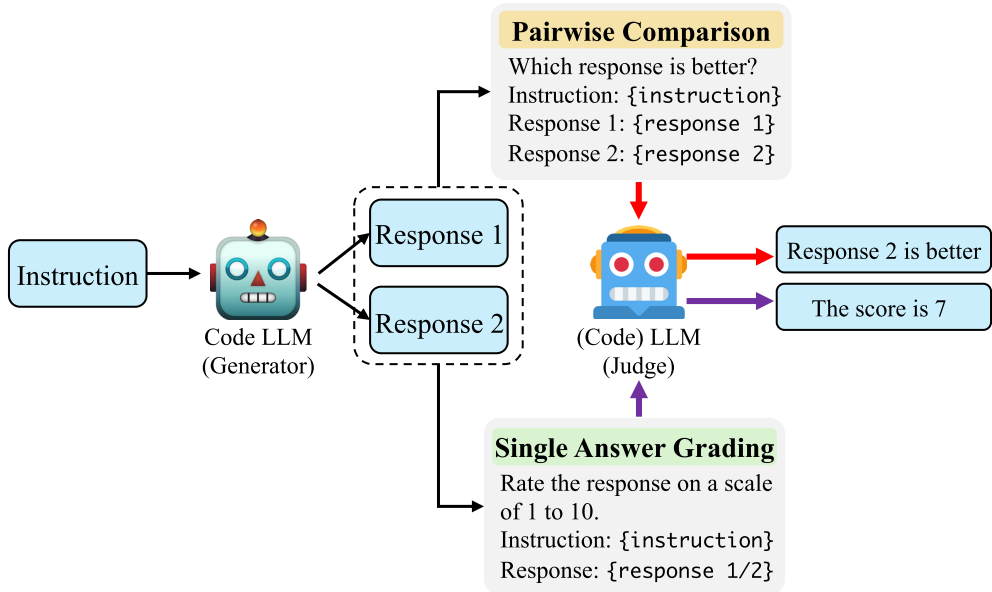 Pairwise Comparison
Which response is better?
Instruction: {instruction}
Response 1: {response 1}
Response 2: {response 2}
Instruction
Code LLM
(Generator)
Response 1
Response 2
(Code) LLM
(Judge)
Response 2 is better
The score is 7
Single Answer Grading
Rate the response on a scale
of 1 to 10.
Instruction: {instruction}
Response: {response 1/2}